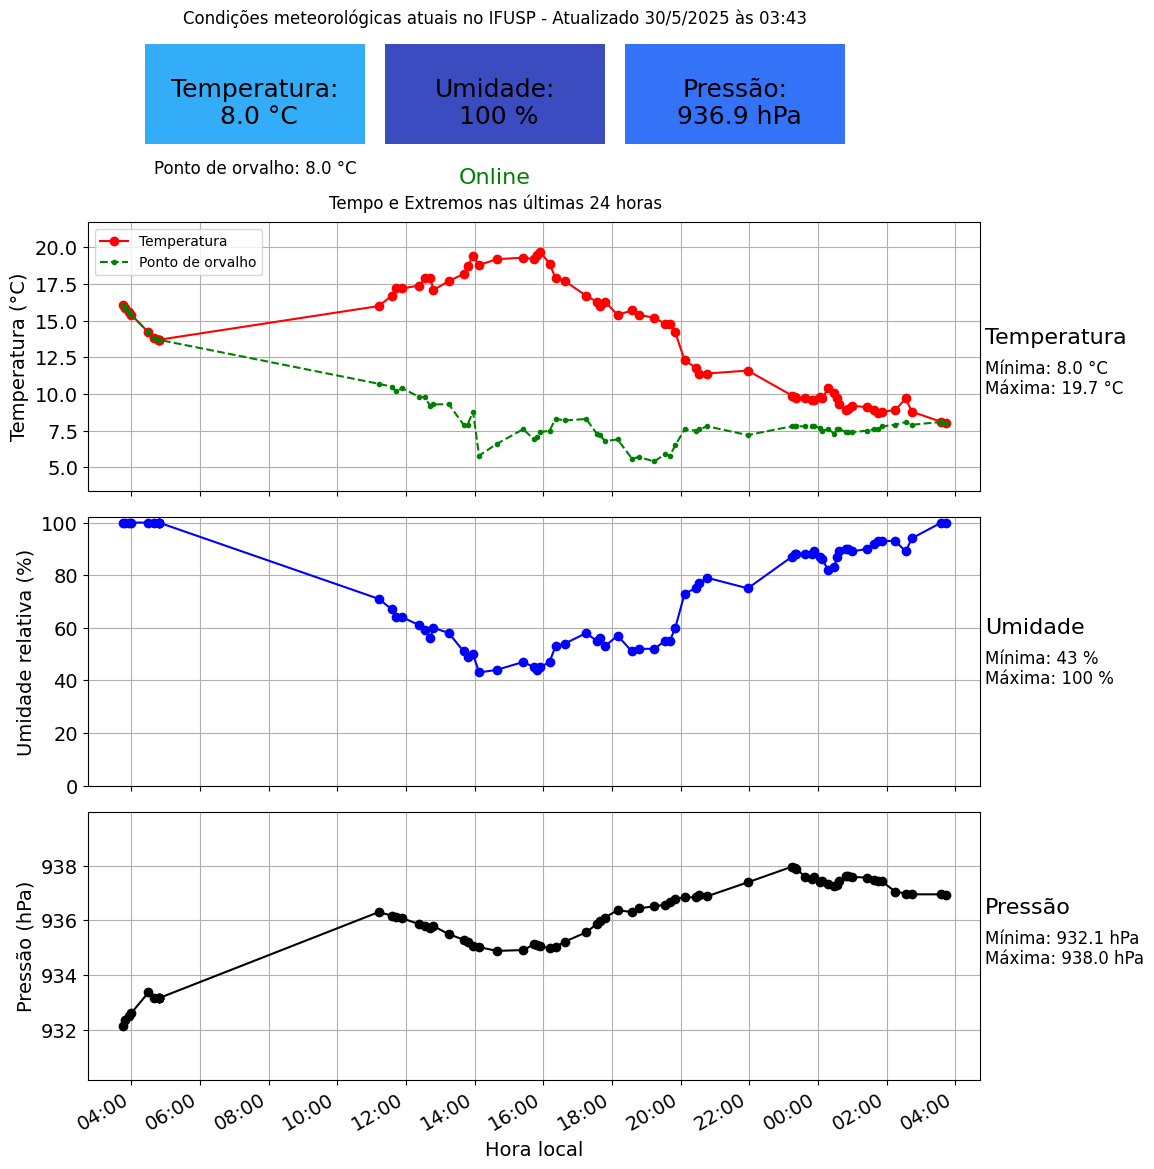 Condições meteorológicas atuais no IFUSP - Atualizado 30/5/2025 às 03:43
Temperatura:
8.0 °C
Umidade:
100 %
Pressão:
936.9 hPa
Ponto de orvalho: 8.0 °C
Online
Tempo e Extremos nas últimas 24 horas
Temperatura (°C)
20.0
17.5
15.0
12.5
10.0
7.5
5.0
Temperatura
Ponto de orvalho
Temperatura
Mínima: 8.0 °C
Máxima: 19.7 °C
Umidade relativa (%)
100
80
60
40
20
0
Umidade
Mínima: 43 %
Máxima: 100 %
Pressão (hPa)
938
936
934
932
Pressão
Mínima: 932.1 hPa
Máxima: 938.0 hPa
04:00 06:00 08:00 10:00 12:00 14:00 16:00 18:00 20:00 22:00 00:00 02:00 04:00
Hora local